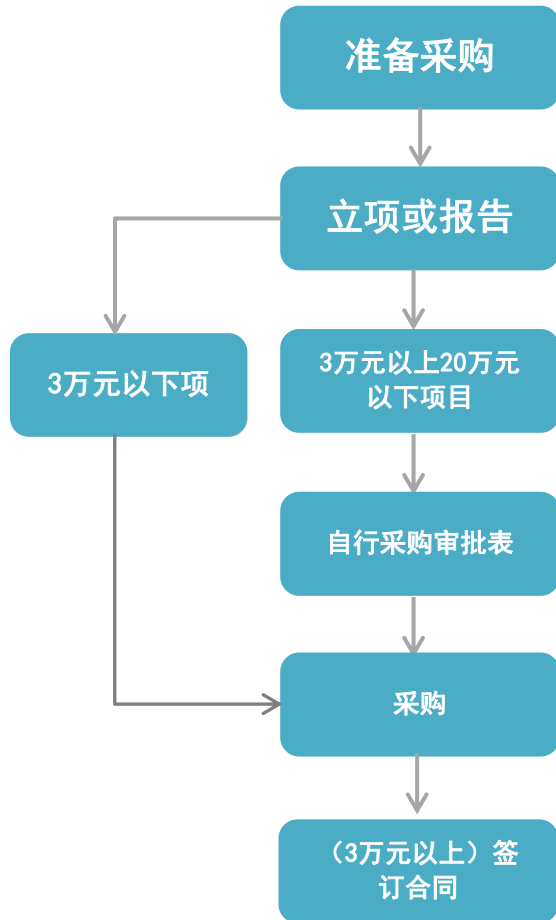 准备采购
立项或报告
3万元以下项
3万元以上20万元
以下项目
自行采购审批表
采购
（3万元以上）签
订合同